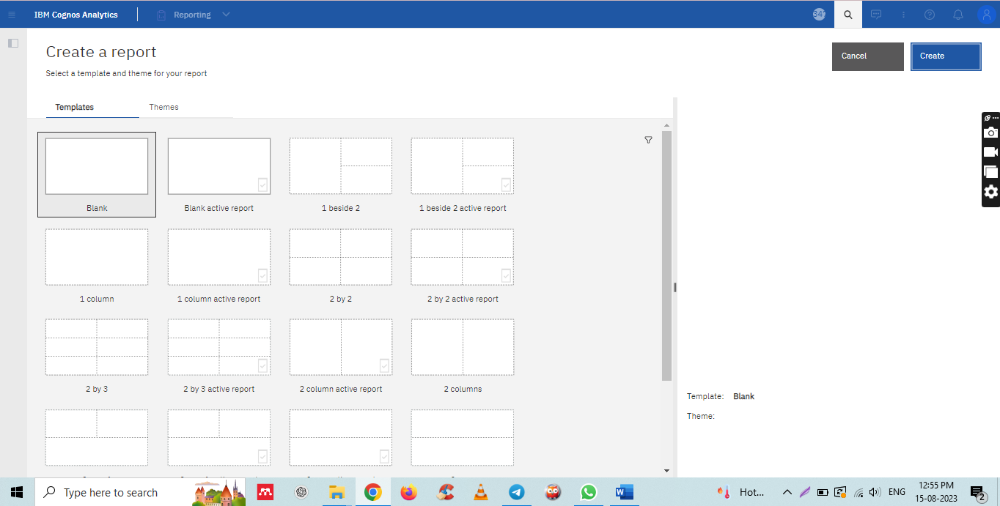 IBM Cognos Analytics
Reporting
Create a report
Select a template and theme for your report
Cancel
Create
Templates
Themes
Blank
Blank active report
1 beside 2
1 beside 2 active report
1 column
1 column active report
2 by 2
2 by 2 active report
2 by 3
2 by 3 active report
2 column active report
2 columns
Template: Blank
Theme:
Type here to search
Hot...
ENG
12:55 PM
15-08-2023
2